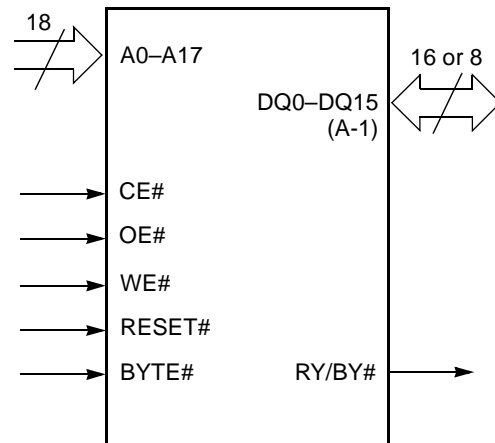 18
A0–A17
16 or 8
DQ0–DQ15
(A-1)
CE#
OE#
WE#
RESET#
BYTE#
RY/BY#